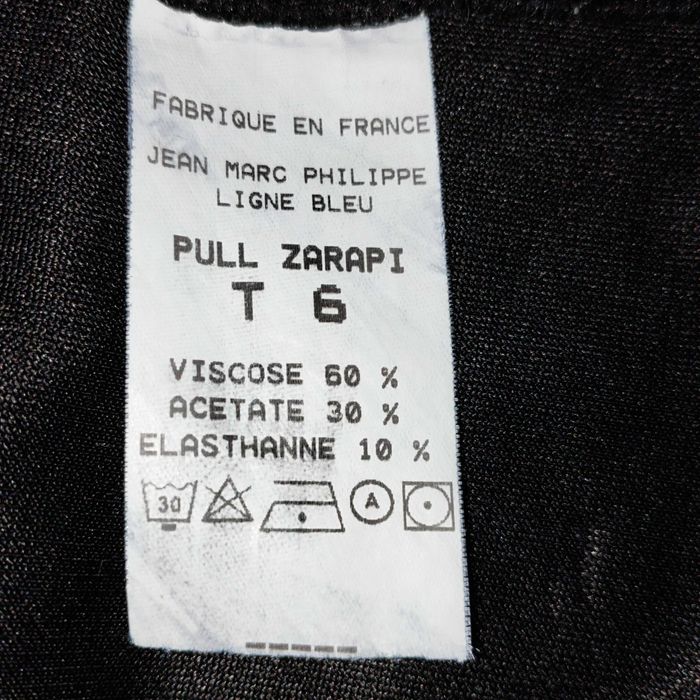 FABRIQUE EN FRANCE
JEAN MARC PHILIPPE
LIGNE BLEU
PULL ZARAPI
T 6
VISCOSE 60 %
ACETATE 30 %
ELASTHANNE 10 %
30 A